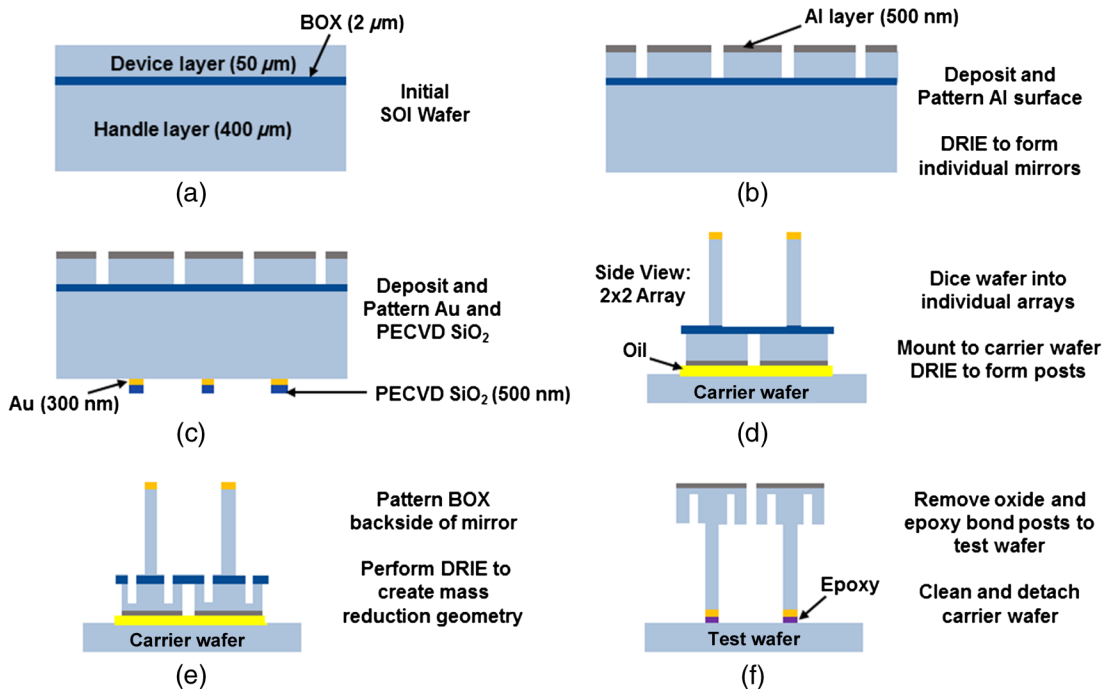 BOX (2 µm)
Device layer (50 µm)
Handle layer (400 µm)
Initial
SOI Wafer
(a)
Al layer (500 nm)
Deposit and
Pattern Al surface
DRIE to form
individual mirrors
(b)
Deposit and
Pattern Au and
PECVD SiO₂
Au (300 nm)
PECVD SiO₂ (500 nm)
(c)
Side View:
2x2 Array
Oil
Carrier wafer
Dice wafer into
individual arrays
Mount to carrier wafer
DRIE to form posts
(d)
Pattern BOX
backside of mirror
Perform DRIE to
create mass
reduction geometry
Carrier wafer
(e)
Remove oxide and
epoxy bond posts to
test wafer
Epoxy
Clean and detach
carrier wafer
Test wafer
(f)